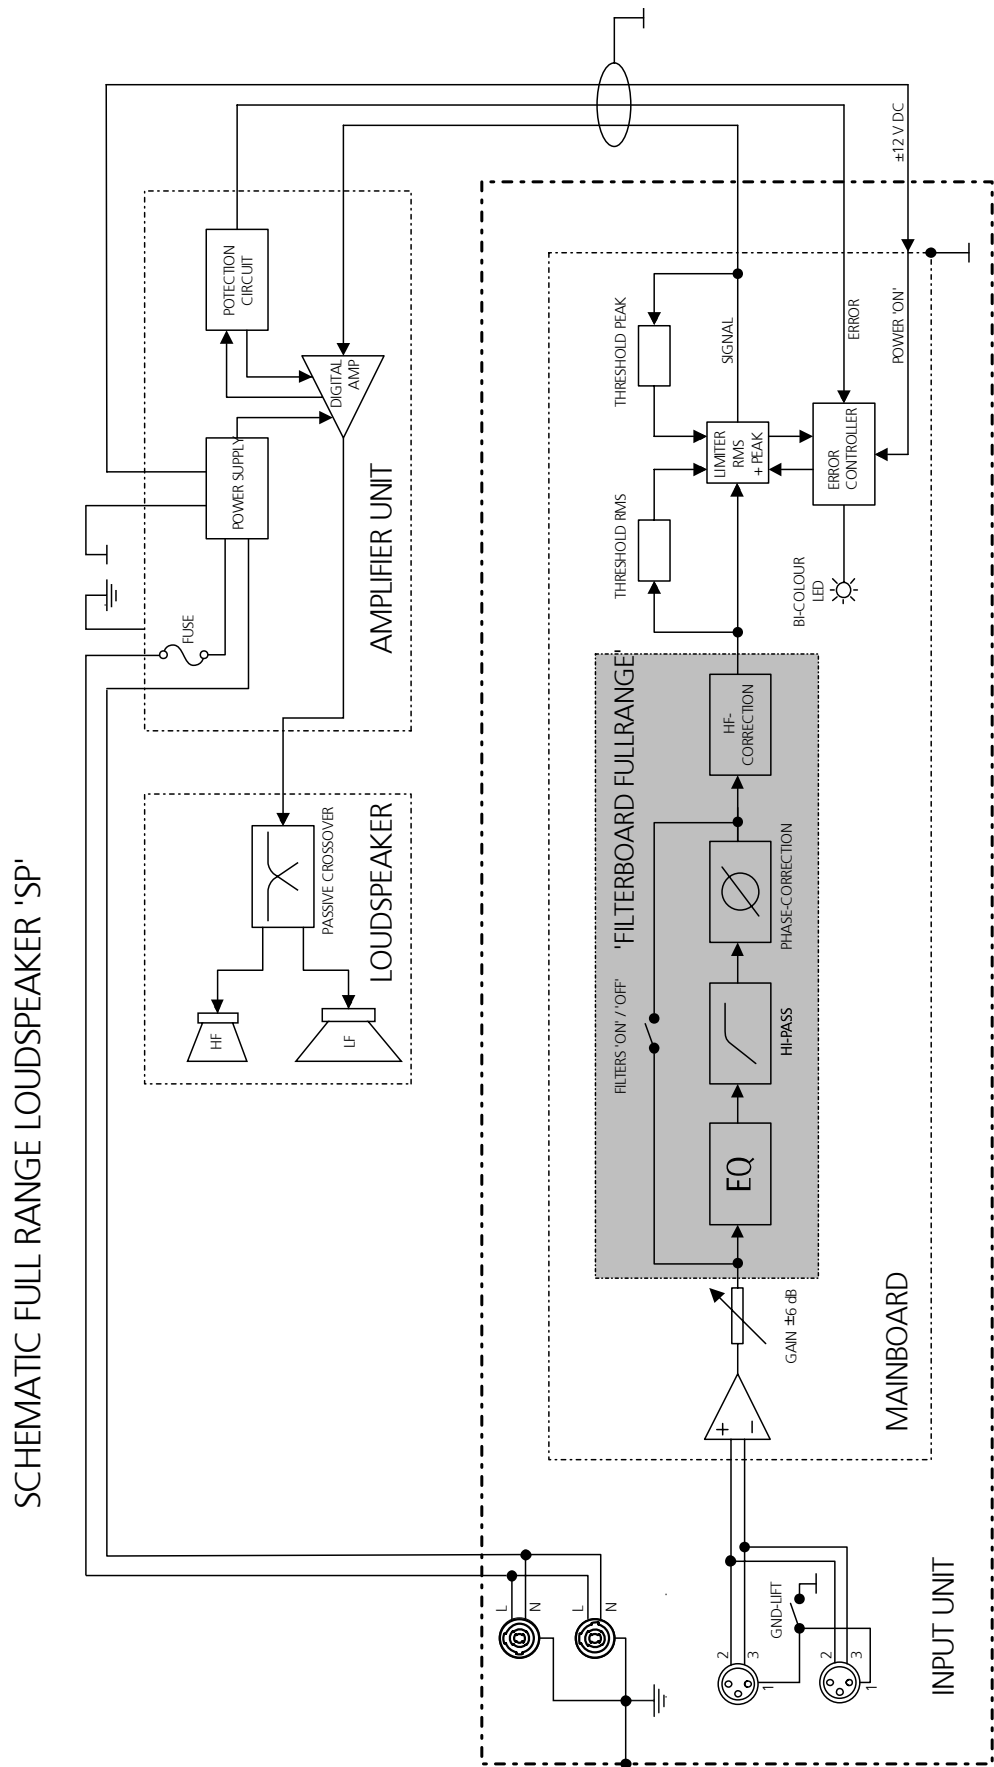 SCHEMATIC FULL RANGE LOUDSPEAKER 'SP'
HF
LF
PASSIVE CROSSOVER
LOUDSPEAKER
FUSE
POWER SUPPLY
POTECTION
CIRCUIT
DIGITAL
AMP
AMPLIFIER UNIT
L
N
L
N
2
3
1
2
3
1
GND-LIFT
INPUT UNIT
+
–
GAIN ±6 dB
MAINBOARD
FILTERS 'ON' / 'OFF'
'FILTERBOARD FULLRANGE'
EQ
HI-PASS
PHASE-CORRECTION
HF-
CORRECTION
THRESHOLD RMS
THRESHOLD PEAK
LIMITER
RMS
+ PEAK
SIGNAL
BI-COLOUR
LED
ERROR
CONTROLLER
ERROR
POWER 'ON'
±12 V DC